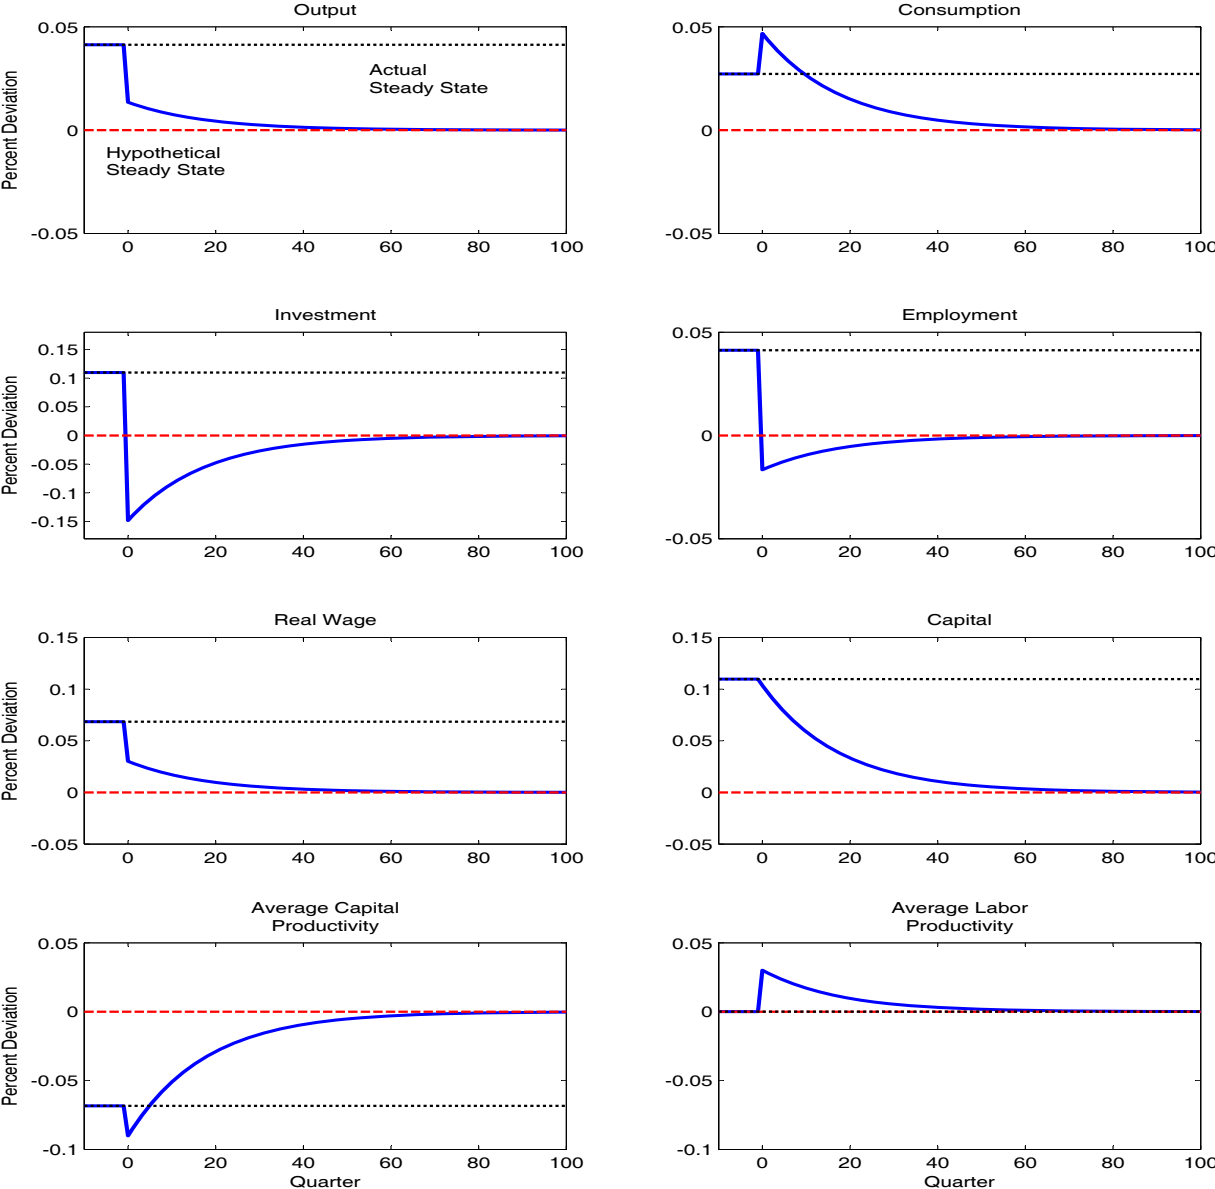 Output
Percent Deviation
0.05
0
-0.05
Actual
Steady State
Hypothetical
Steady State
0 20 40 60 80 100
Consumption
0.05
0
-0.05
0 20 40 60 80 100
Investment
Percent Deviation
0.15
0.1
0.05
0
-0.05
-0.1
-0.15
0 20 40 60 80 100
Employment
0.05
0
-0.05
0 20 40 60 80 100
Real Wage
Percent Deviation
0.15
0.1
0.05
0
-0.05
0 20 40 60 80 100
Capital
0.15
0.1
0.05
0
-0.05
0 20 40 60 80 100
Average Capital
Productivity
Percent Deviation
0.05
0
-0.05
-0.1
0 20 40 60 80 100
Quarter
Average Labor
Productivity
0.05
0
-0.05
-0.1
0 20 40 60 80 100
Quarter